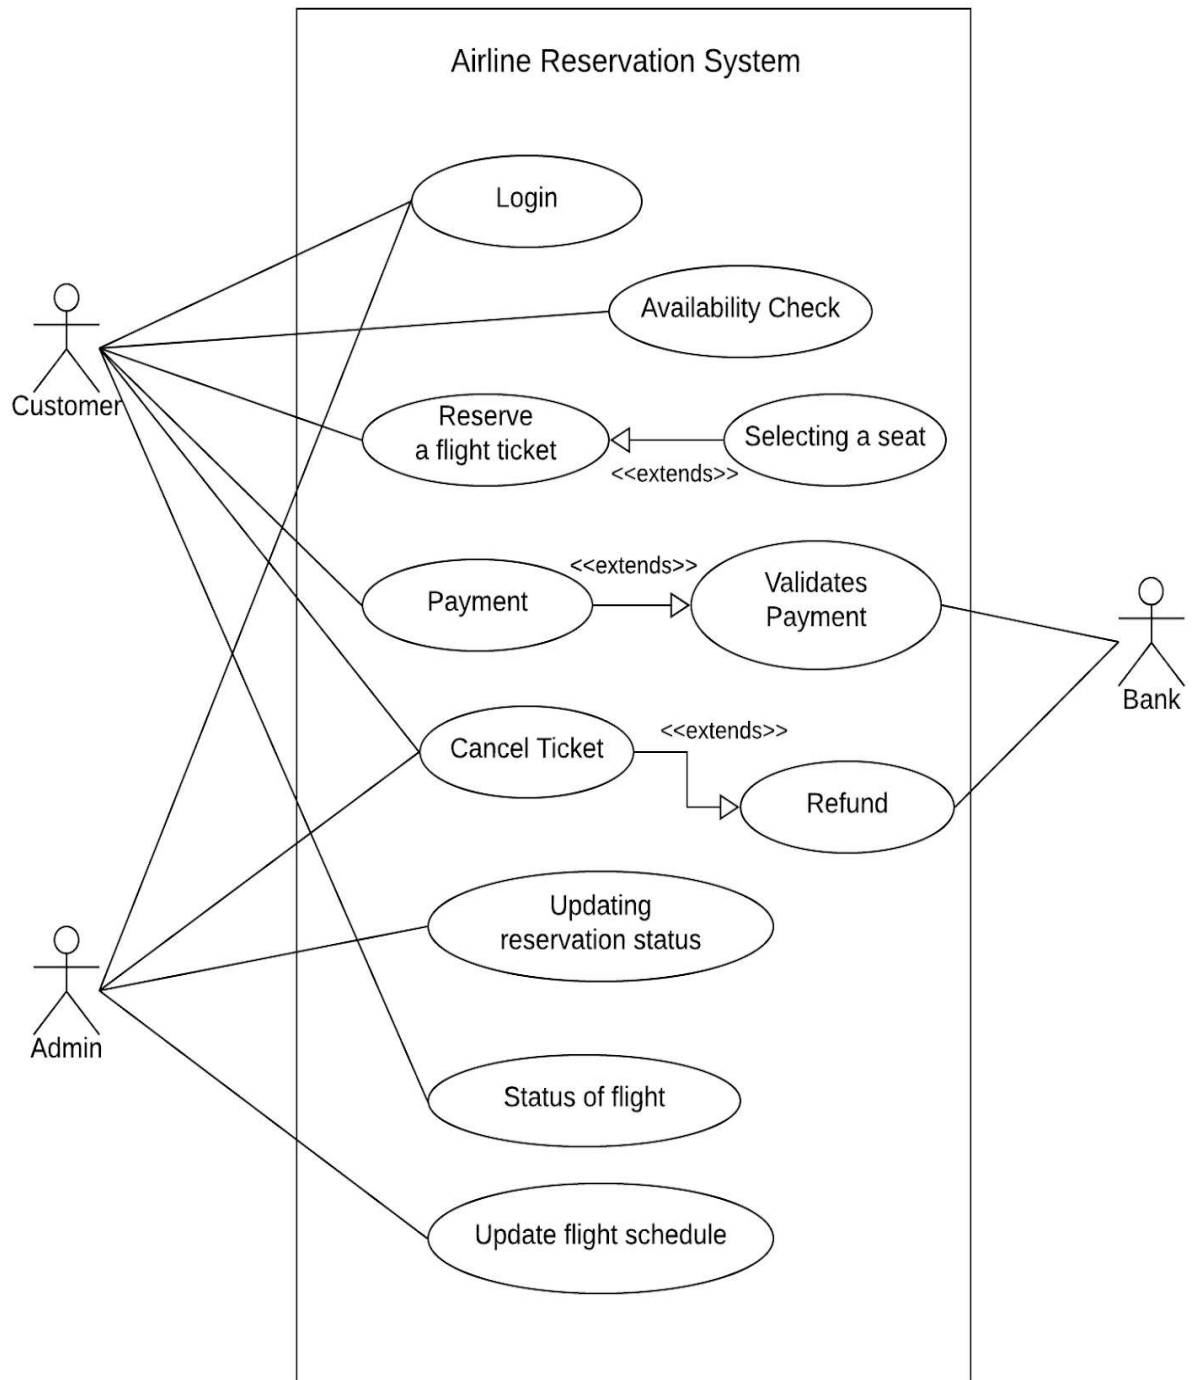 Airline Reservation System
Login
Availability Check
Customer
Reserve
a flight ticket
Selecting a seat
<<extends>>
<<extends>>
Payment
Validates
Payment
Bank
Cancel Ticket
<<extends>>
Refund
Updating
reservation status
Admin
Status of flight
Update flight schedule